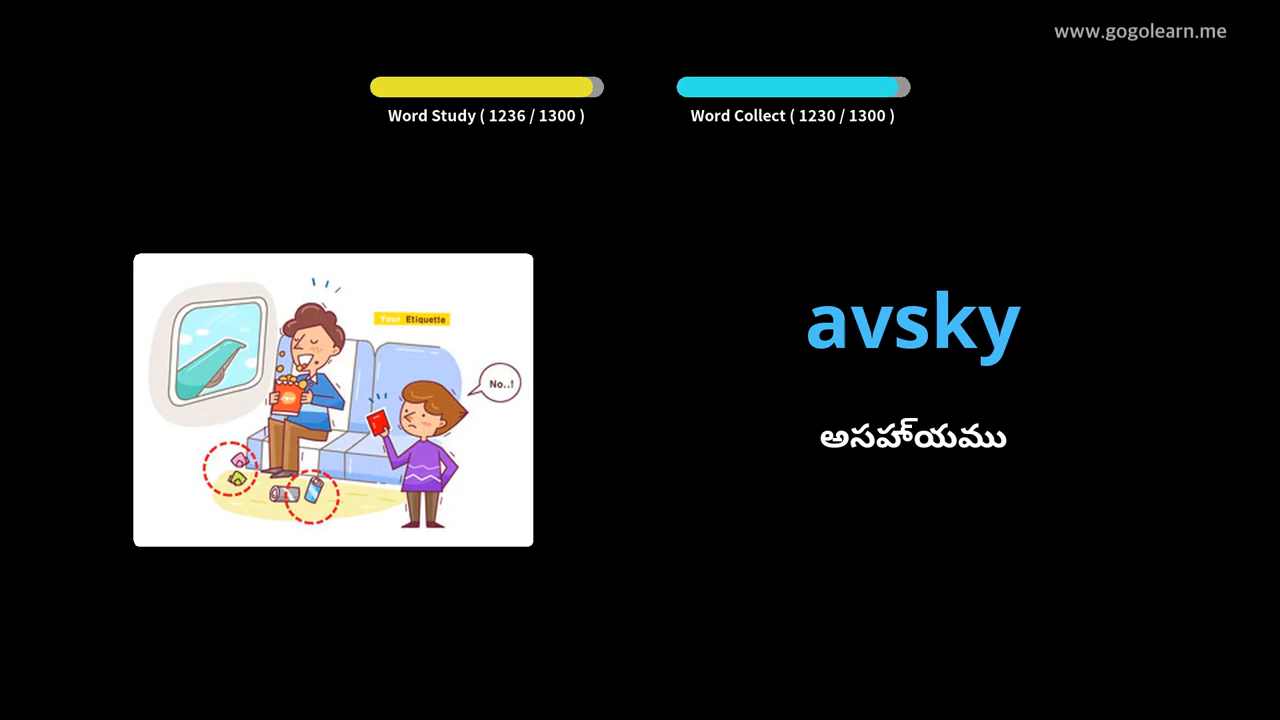 www.gogolearn.me
Word Study ( 1236 / 1300 )
Word Collect ( 1230 / 1300 )
Your Etiquette
No..!
avsky
అసహ్యము